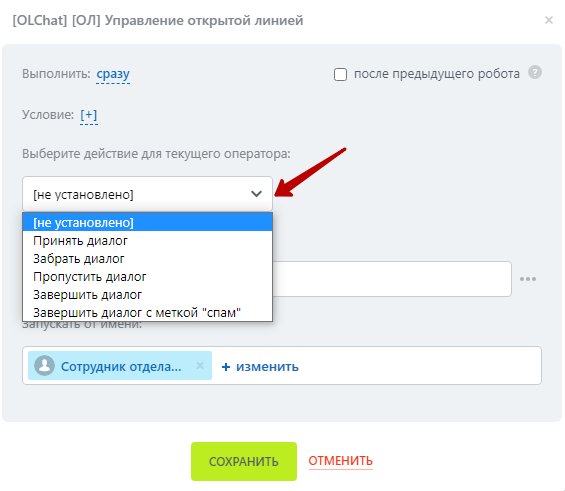 [OLChat] [ОЛ] Управление открытой линией
Выполнить: сразу
после предыдущего робота ?
Условие: [+]
Выберите действие для текущего оператора:
[не установлено]
[не установлено]
Принять диалог
Забрать диалог
Пропустить диалог
Завершить диалог
Завершить диалог с меткой "спам"
Запускать от имени:
Сотрудник отдела... × + изменить
СОХРАНИТЬ ОТМЕНИТЬ